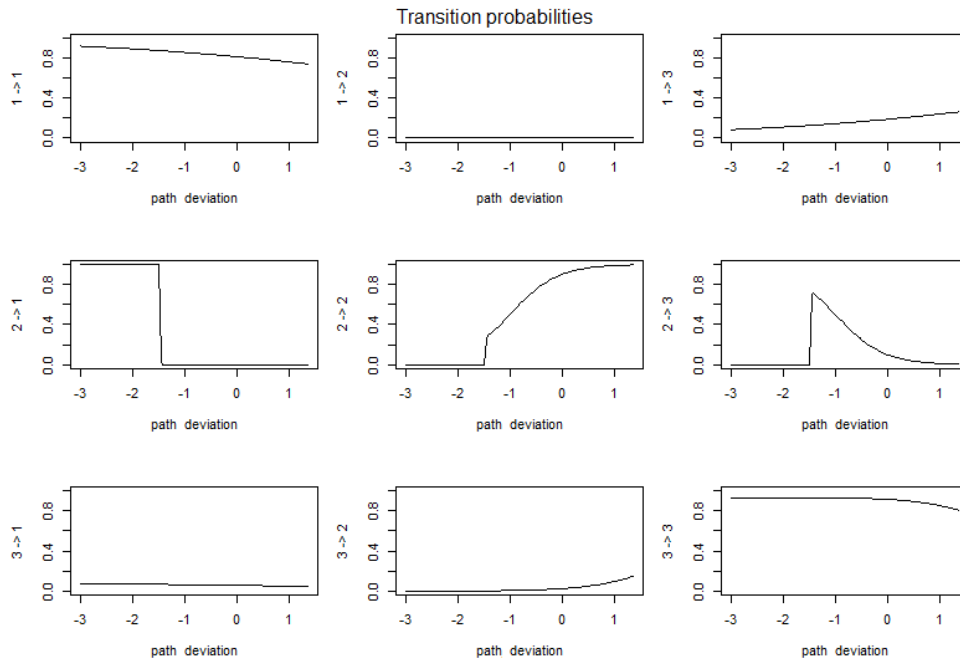 Transition probabilities
1 -> 1
0.0 0.4 0.8
-3 -2 -1 0 1
path deviation
1 -> 2
0.0 0.4 0.8
-3 -2 -1 0 1
path deviation
1 -> 3
0.0 0.4 0.8
-3 -2 -1 0 1
path deviation
2 -> 1
0.0 0.4 0.8
-3 -2 -1 0 1
path deviation
2 -> 2
0.0 0.4 0.8
-3 -2 -1 0 1
path deviation
2 -> 3
0.0 0.4 0.8
-3 -2 -1 0 1
path deviation
3 -> 1
0.0 0.4 0.8
-3 -2 -1 0 1
path deviation
3 -> 2
0.0 0.4 0.8
-3 -2 -1 0 1
path deviation
3 -> 3
0.0 0.4 0.8
-3 -2 -1 0 1
path deviation